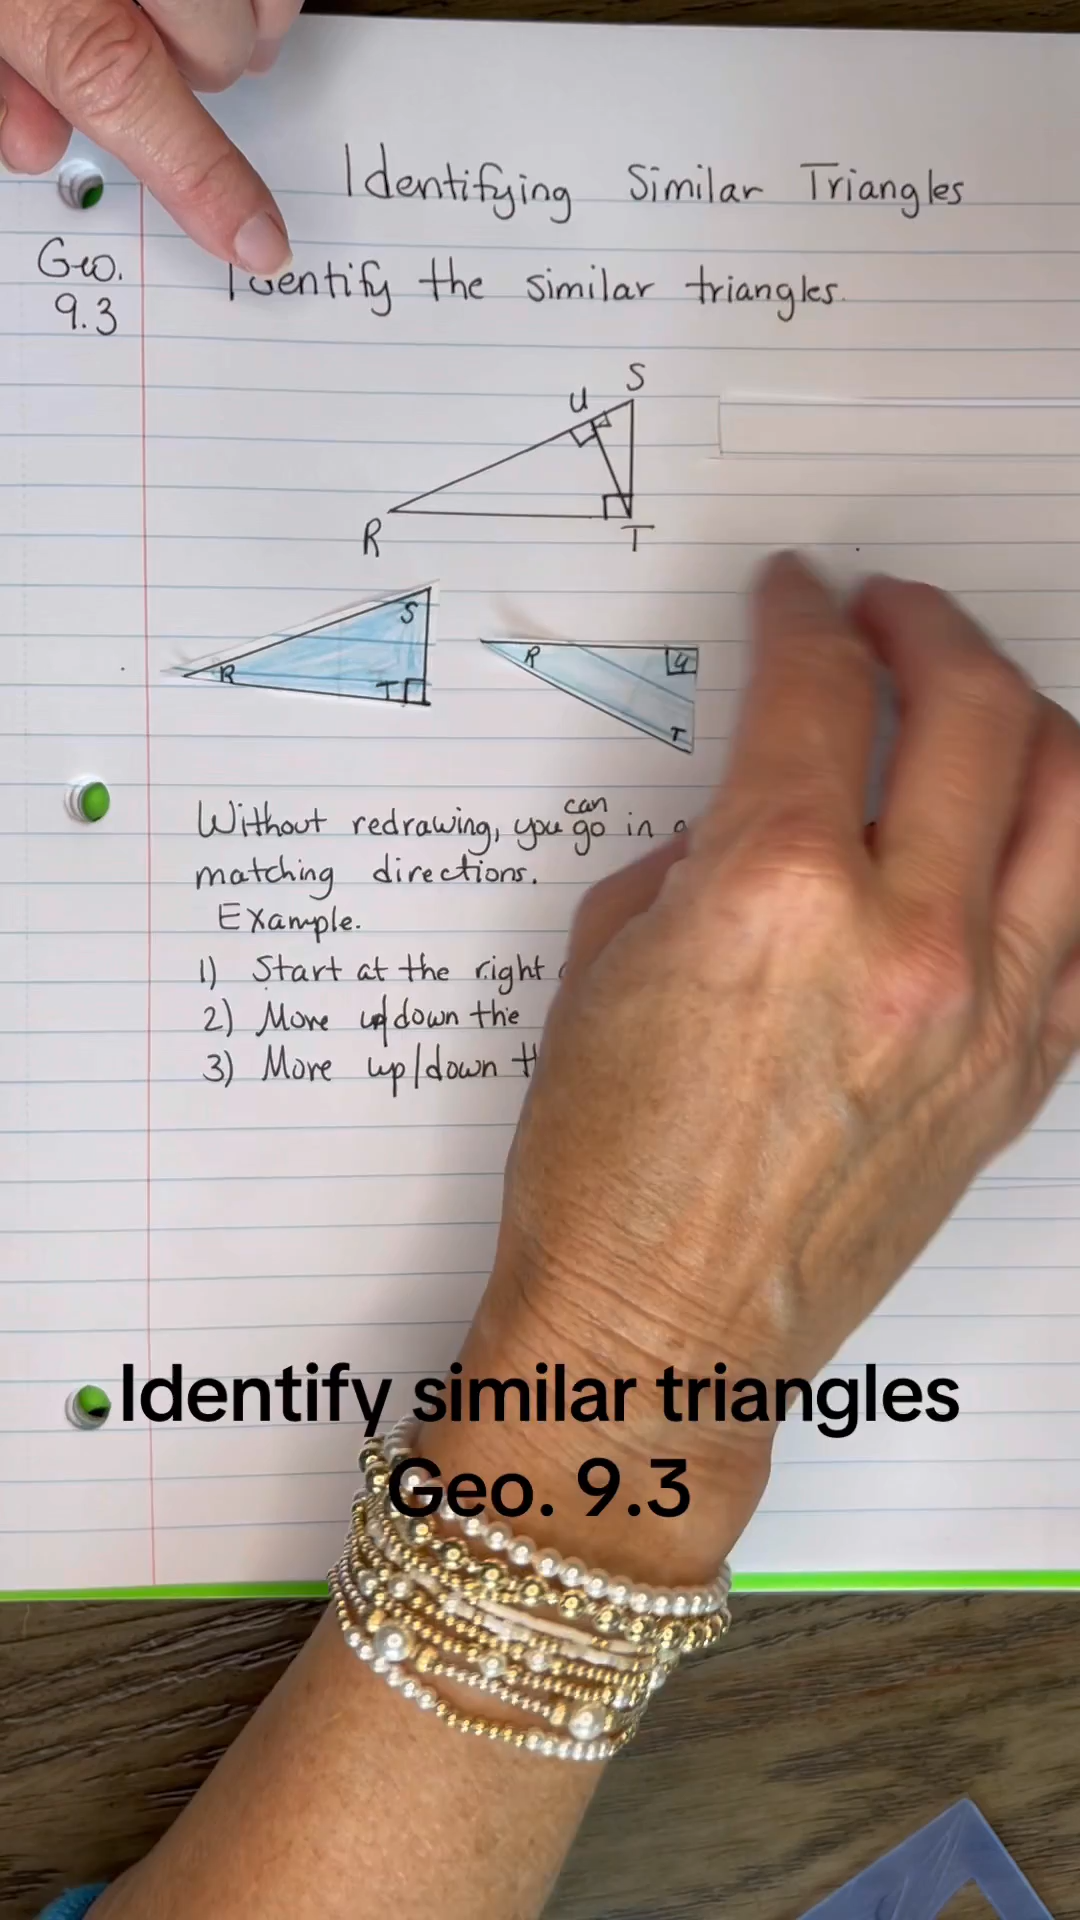 Identifying Similar Triangles
Geo.
9.3
Identify the similar triangles.
S
U
R
T
S
R
T
R
U
T
Without redrawing, you can go in
matching directions.
Example.
1) Start at the right
2) Move up/down the
3) Move up/down
Identify similar triangles
Geo. 9.3